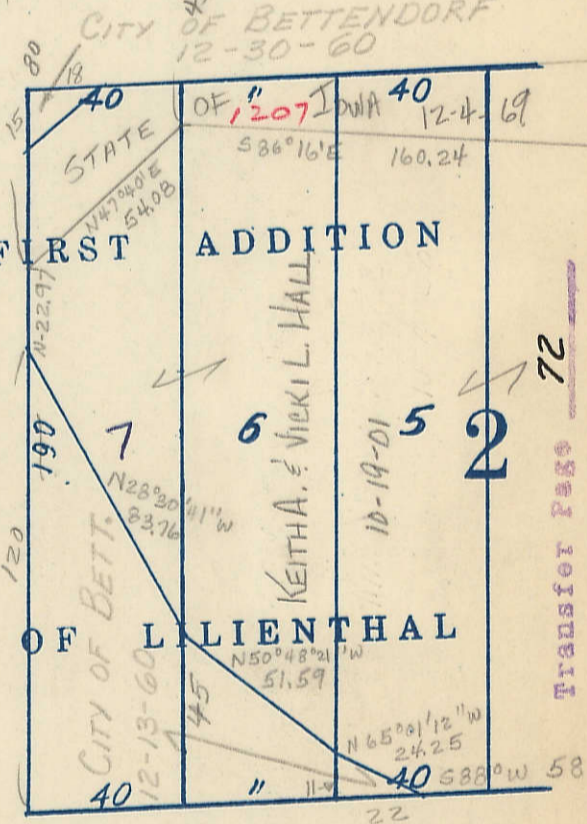 CITY OF BETTENDORF
12-30-60
80
18
15
40
"
40
STATE OF IOWA 12-4-69
1207
S86°16'E 160.24
N47°40'E
54.08
FIRST ADDITION
N-22.97
190
120
7
6
5
2
N28°30'41"W
83.76
KEITH A. & VICKI L. HALL
10-19-01
CITY OF BETT.
12-13-60
OF LILIENTHAL
N50°48'21"W
51.59
45
N65°01'12"W
24.25
40
"
11
40
S88°W 58
22
Transfer Page 72